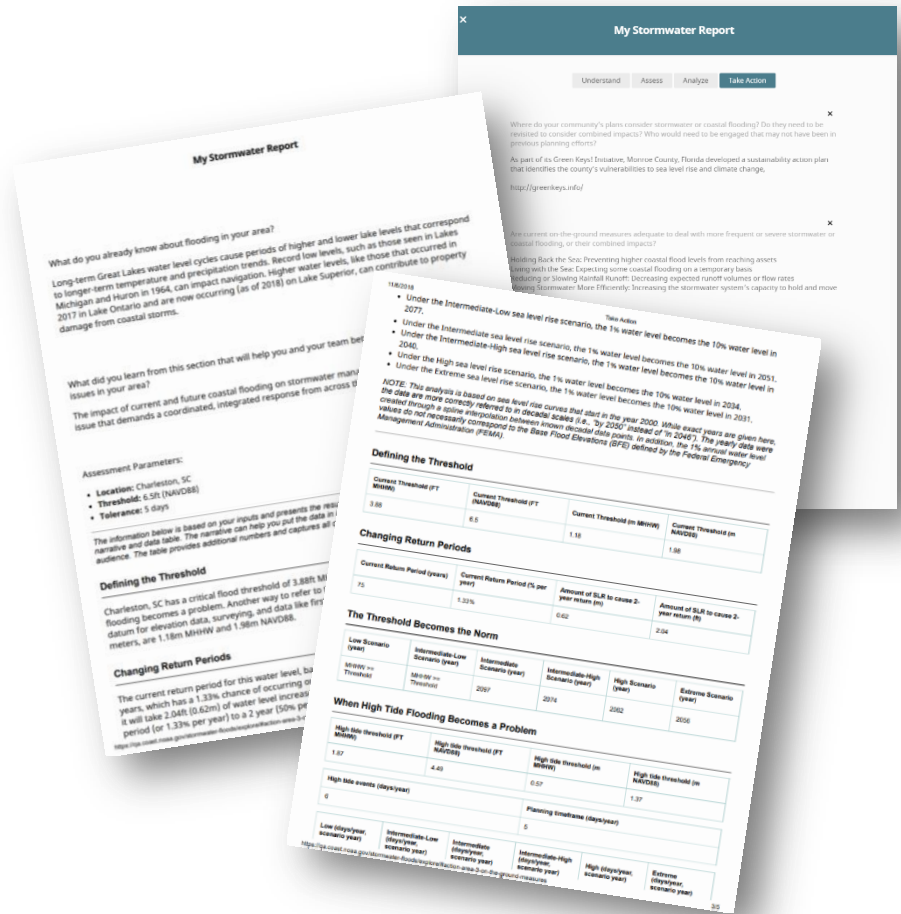 ×
My Stormwater Report
Understand
Assess
Analyze
Take Action
×
Where do your community's plans consider stormwater or coastal flooding? Do they need to be
revisited to consider combined impacts? Who would need to be engaged that may not have been in
previous planning efforts?
As part of its Green Keys! Initiative, Monroe County, Florida developed a sustainability action plan
that identifies the county's vulnerabilities to sea level rise and climate change,
http://greenkeys.info/
×
Are current on-the-ground measures adequate to deal with more frequent or severe stormwater or
coastal flooding, or their combined impacts?
Holding Back the Sea: Preventing higher coastal flood levels from reaching assets
Living with the Sea: Expecting some coastal flooding on a temporary basis
Reducing or Slowing Rainfall Runoff: Decreasing expected runoff volumes or flow rates
Moving Stormwater More Efficiently: Increasing the stormwater system's capacity to hold and move
My Stormwater Report
What do you already know about flooding in your area?
Long-term Great Lakes water level cycles cause periods of higher and lower lake levels that correspond
to longer-term temperature and precipitation trends. Record low levels, such as those seen in Lakes
Michigan and Huron in 1964, can impact navigation. Higher water levels, like those that occurred in
2017 in Lake Ontario and are now occurring (as of 2018) on Lake Superior, can contribute to property
damage from coastal storms.
What did you learn from this section that will help you and your team
issues in your area?
The impact of current and future coastal flooding on stormwater
issue that demands a coordinated, integrated response from across
Assessment Parameters:
• Location: Charleston, SC
• Threshold: 6.5ft (NAVD88)
• Tolerance: 5 days
The information below is based on your inputs and presents the
narrative and data table. The narrative can help you put the data in
audience. The table provides additional numbers and captures all
Defining the Threshold
Charleston, SC has a critical flood threshold of 3.88ft
flooding becomes a problem. Another way to refer to
datum for elevation data, surveying, and data like
meters, are 1.18m MHHW and 1.98m NAVD88.
Changing Return Periods
The current return period for this water level,
years, which has a 1.33% chance of occurring
it will take 2.04ft (0.62m) of water level
period (or 1.33% per year) to a 2 year (50%
11/8/2018
Take Action
• Under the Intermediate-Low sea level rise scenario, the 1% water level becomes the 10% water level in
2077.
• Under the Intermediate sea level rise scenario, the 1% water level becomes the 10% water level in 2051.
• Under the Intermediate-High sea level rise scenario, the 1% water level becomes the 10% water level in
2040.
• Under the High sea level rise scenario, the 1% water level becomes the 10% water level in 2034.
• Under the Extreme sea level rise scenario, the 1% water level becomes the 10% water level in 2031.
NOTE: This analysis is based on sea level rise curves that start in the year 2000. While exact years are given here,
the data are more correctly referred to in decadal scales (i.e., "by 2050" instead of "in 2046"). The yearly data were
created through a spline interpolation between known decadal data points. In addition, the 1% annual water level
values do not necessarily correspond to the Base Flood Elevations (BFE) defined by the Federal Emergency
Management Administration (FEMA).
Defining the Threshold
Current Threshold (FT MHHW)
Current Threshold (FT NAVD88)
Current Threshold (m MHHW)
Current Threshold (m NAVD88)
3.88
6.5
1.18
1.98
Changing Return Periods
Current Return Period (years)
Current Return Period (% per year)
Amount of SLR to cause 2-year return (m)
Amount of SLR to cause 2-year return (ft)
75
1.33%
0.62
2.04
The Threshold Becomes the Norm
Low Scenario (year)
Intermediate-Low Scenario (year)
Intermediate Scenario (year)
Intermediate-High Scenario (year)
High Scenario (year)
Extreme Scenario (year)
MHHW >= Threshold
MHHW >= Threshold
2097
2074
2062
2056
When High Tide Flooding Becomes a Problem
High tide threshold (FT MHHW)
High tide threshold (FT NAVD88)
High tide threshold (m MHHW)
High tide threshold (m NAVD88)
1.87
4.49
0.57
1.37
High tide events (days/year)
Planning timeframe (days/year)
6
5
Low (days/year, scenario year)
Intermediate-Low (days/year, scenario year)
Intermediate (days/year, scenario year)
Intermediate-High (days/year, scenario year)
High (days/year, scenario year)
Extreme (days/year, scenario year)
https://qa.coast.noaa.gov/stormwater-floods/explore/#action-area-3-on-the-ground-measures
3/5